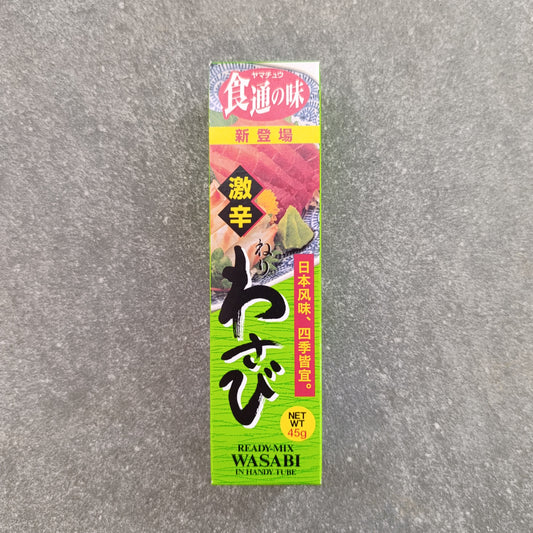 ヤマチュウ
食通の味
新登場
激辛
ねり
わさび
日本风味、四季皆宜。
NET
WT
45g
READY-MIX
WASABI
IN HANDY TUBE